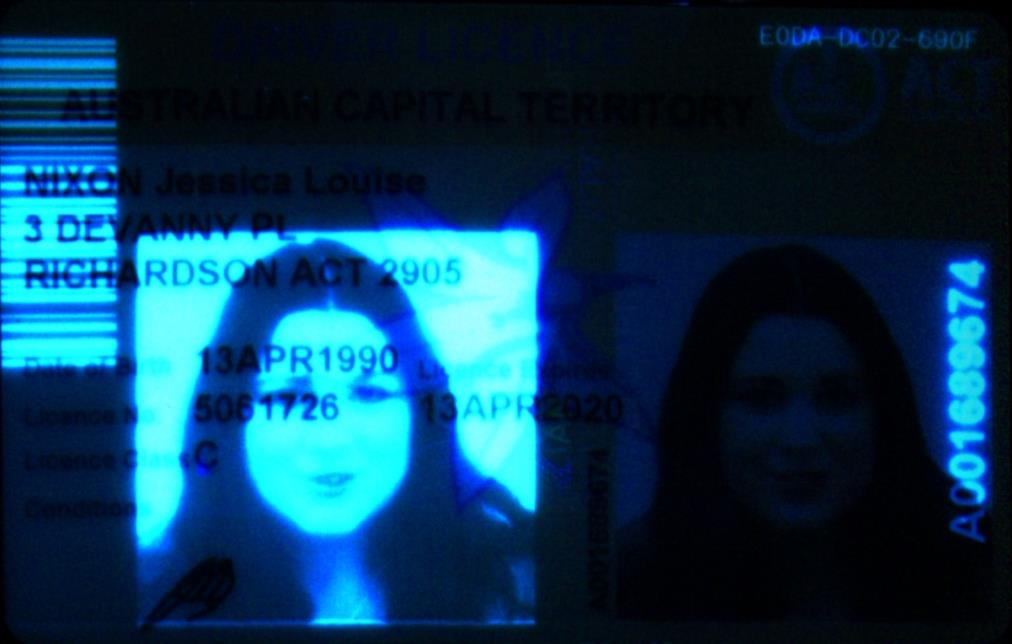 DRIVER LICENCE
E0DA-DC02-690F
ACT
AUSTRALIAN CAPITAL TERRITORY
NIXON Jessica Louise
3 DEVANNY PL
RICHARDSON ACT 2905
Date of Birth 13APR1990 Licence Expires
Licence No. 5061726 13APR2020
Licence Class C
Conditions
A001689674
A001689674